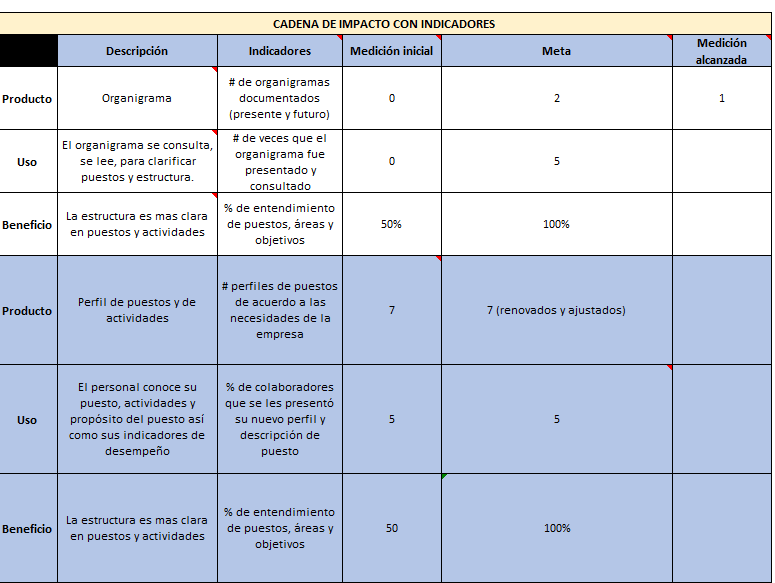 CADENA DE IMPACTO CON INDICADORES
Descripción
Indicadores
Medición inicial
Meta
Medición
alcanzada
Producto
Organigrama
# de organigramas
documentados
(presente y futuro)
0
2
1
Uso
El organigrama se consulta,
se lee, para clarificar
puestos y estructura.
# de veces que el
organigrama fue
presentado y
consultado
0
5
Beneficio
La estructura es mas clara
en puestos y actividades
% de entendimiento
de puestos, áreas y
objetivos
50%
100%
Producto
Perfil de puestos y de
actividades
# perfiles de puestos
de acuerdo a las
necesidades de la
empresa
7
7 (renovados y ajustados)
Uso
El personal conoce su
puesto, actividades y
propósito del puesto así
como sus indicadores de
desempeño
% de colaboradores
que se les presentó
su nuevo perfil y
descripción de
puesto
5
5
Beneficio
La estructura es mas clara
en puestos y actividades
% de entendimiento
de puestos, áreas y
objetivos
50
100%